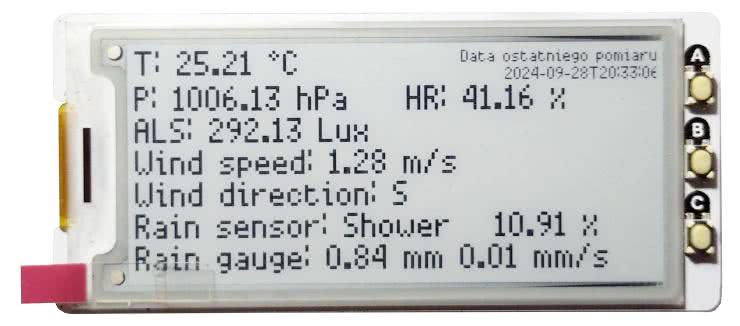 T: 25.21 °C
Data ostatniego pomiaru
2024-09-28T20:33:06
P: 1006.13 hPa HR: 41.16 %
ALS: 292.13 Lux
Wind speed: 1.28 m/s
Wind direction: S
Rain sensor: Shower 10.91 %
Rain gauge: 0.84 mm 0.01 mm/s
A
B
C